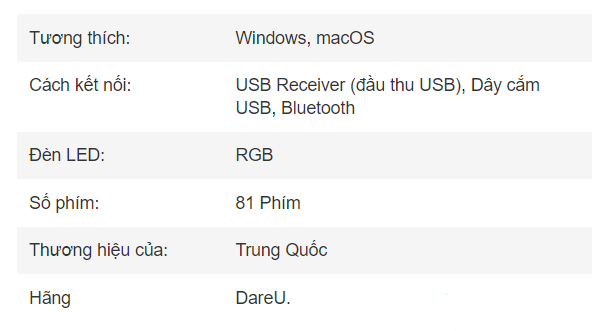 Tương thích: Windows, macOS
Cách kết nối: USB Receiver (đầu thu USB), Dây cắm
USB, Bluetooth
Đèn LED: RGB
Số phím: 81 Phím
Thương hiệu của: Trung Quốc
Hãng DareU.